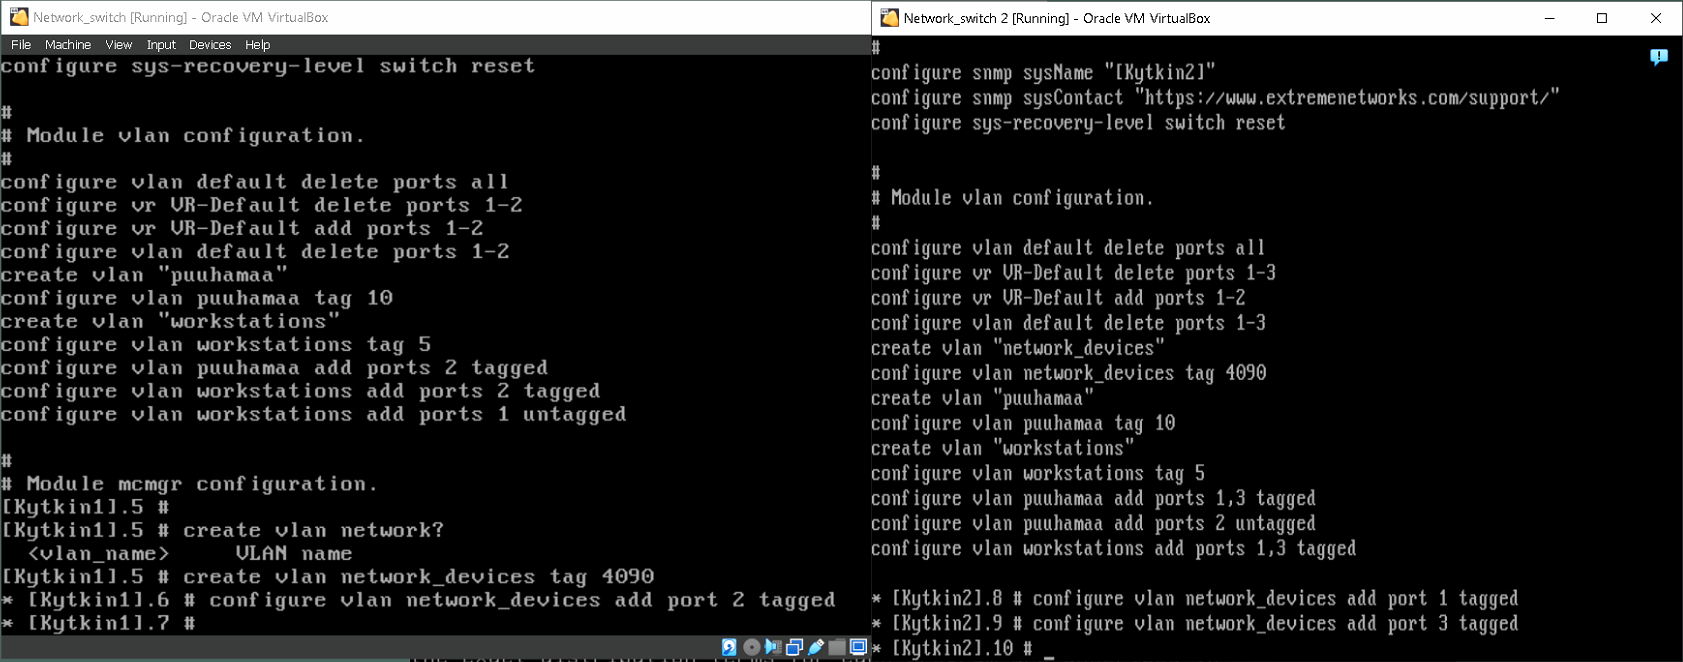 Network_switch [Running] - Oracle VM VirtualBox
File Machine View Input Devices Help
configure sys-recovery-level switch reset
#
# Module vlan configuration.
#
configure vlan default delete ports all
configure vr VR-Default delete ports 1-2
configure vr VR-Default add ports 1-2
configure vlan default delete ports 1-2
create vlan "puuhamaa"
configure vlan puuhamaa tag 10
create vlan "workstations"
configure vlan workstations tag 5
configure vlan puuhamaa add ports 2 tagged
configure vlan workstations add ports 2 tagged
configure vlan workstations add ports 1 untagged
#
# Module mcmgr configuration.
[Kytkin1].5 #
[Kytkin1].5 # create vlan network?
<vlan_name> VLAN name
[Kytkin1].5 # create vlan network_devices tag 4090
* [Kytkin1].6 # configure vlan network_devices add port 2 tagged
* [Kytkin1].7 #
Network_switch 2 [Running] - Oracle VM VirtualBox
#
configure snmp sysName "[Kytkin2]"
configure snmp sysContact "https://www.extremenetworks.com/support/"
configure sys-recovery-level switch reset
#
# Module vlan configuration.
#
configure vlan default delete ports all
configure vr VR-Default delete ports 1-3
configure vr VR-Default add ports 1-2
configure vlan default delete ports 1-3
create vlan "network_devices"
configure vlan network_devices tag 4090
create vlan "puuhamaa"
configure vlan puuhamaa tag 10
create vlan "workstations"
configure vlan workstations tag 5
configure vlan puuhamaa add ports 1,3 tagged
configure vlan puuhamaa add ports 2 untagged
configure vlan workstations add ports 1,3 tagged
* [Kytkin2].8 # configure vlan network_devices add port 1 tagged
* [Kytkin2].9 # configure vlan network_devices add port 3 tagged
* [Kytkin2].10 # _